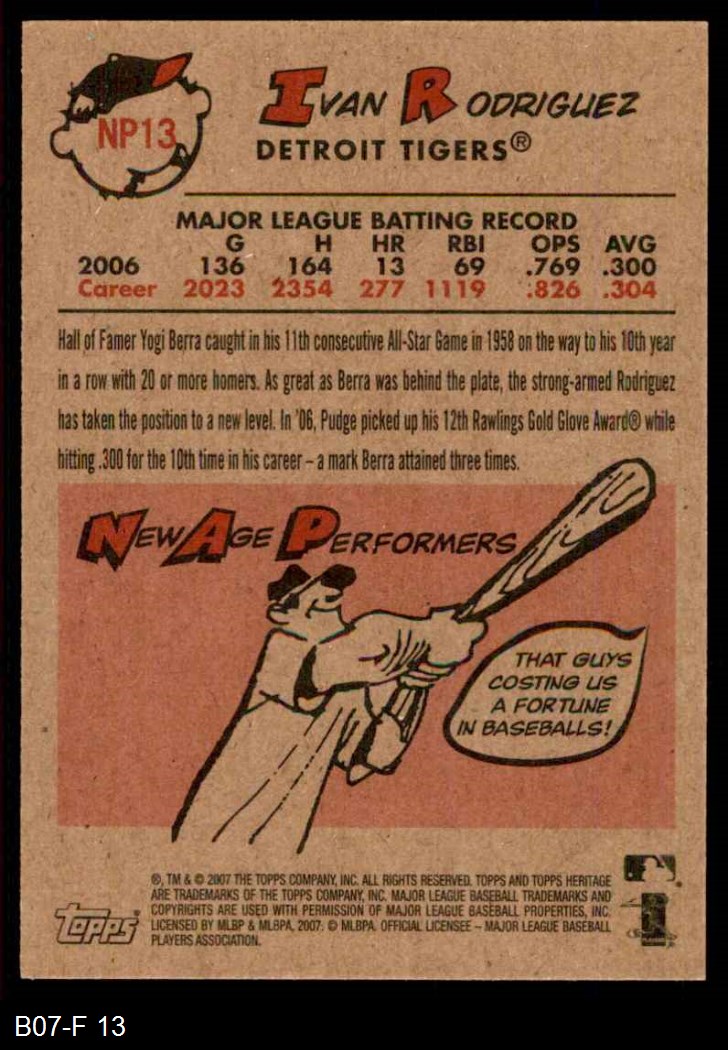 NP13
IVAN RODRIGUEZ
DETROIT TIGERS®
MAJOR LEAGUE BATTING RECORD
G H HR RBI OPS AVG
2006 136 164 13 69 .769 .300
Career 2023 2354 277 1119 .826 .304
Hall of Famer Yogi Berra caught in his 11th consecutive All-Star Game in 1958 on the way to his 10th year
in a row with 20 or more homers. As great as Berra was behind the plate, the strong-armed Rodriguez
has taken the position to a new level. In '06, Pudge picked up his 12th Rawlings Gold Glove Award® while
hitting .300 for the 10th time in his career – a mark Berra attained three times.
NEW AGE PERFORMERS
THAT GUYS
COSTING US
A FORTUNE
IN BASEBALLS!
®, TM & © 2007 THE TOPPS COMPANY, INC. ALL RIGHTS RESERVED. TOPPS AND TOPPS HERITAGE
ARE TRADEMARKS OF THE TOPPS COMPANY, INC. MAJOR LEAGUE BASEBALL TRADEMARKS AND
COPYRIGHTS ARE USED WITH PERMISSION OF MAJOR LEAGUE BASEBALL PROPERTIES, INC.
LICENSED BY MLBP & MLBPA, 2007. © MLBPA. OFFICIAL LICENSEE – MAJOR LEAGUE BASEBALL
PLAYERS ASSOCIATION.
Topps®
B07-F 13